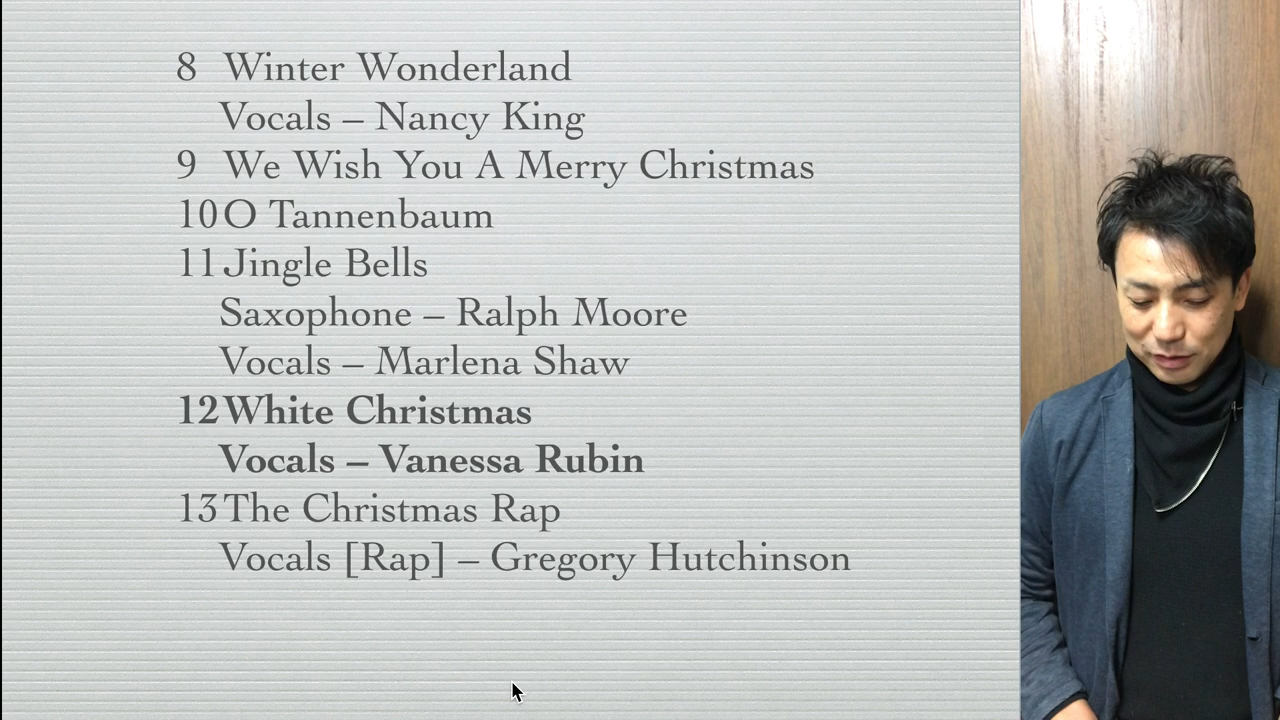 8 Winter Wonderland
Vocals – Nancy King
9 We Wish You A Merry Christmas
10 O Tannenbaum
11 Jingle Bells
Saxophone – Ralph Moore
Vocals – Marlena Shaw
12 White Christmas
Vocals – Vanessa Rubin
13 The Christmas Rap
Vocals [Rap] – Gregory Hutchinson